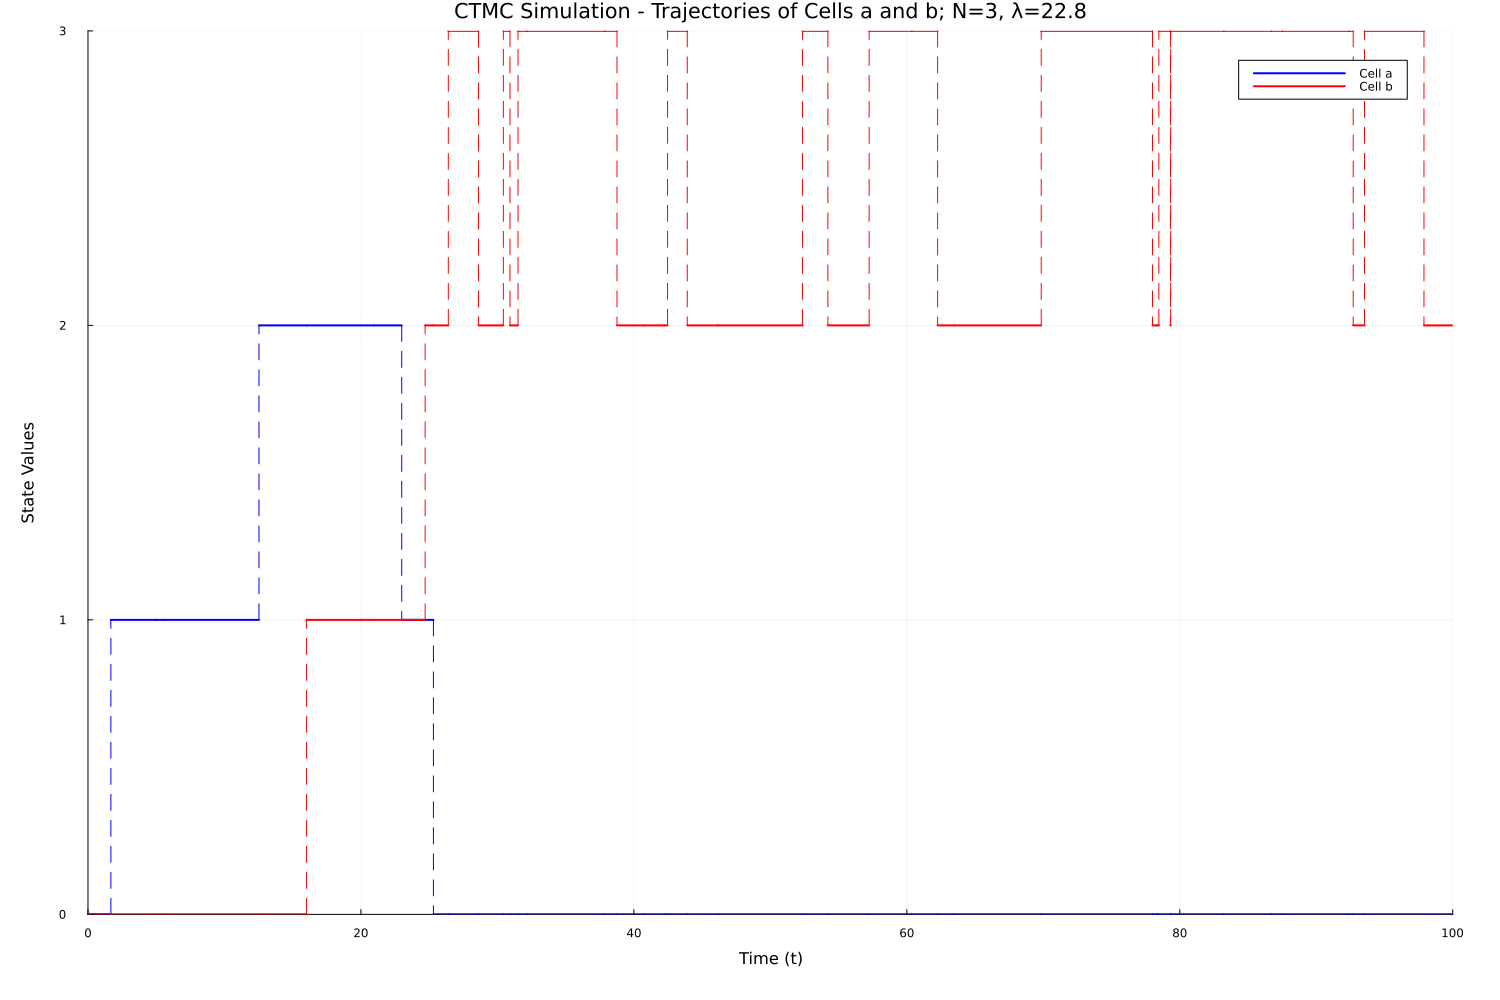 CTMC Simulation - Trajectories of Cells a and b; N=3, λ=22.8
3
Cell a
Cell b
2
State Values
1
0
0 20 40 60 80 100
Time (t)